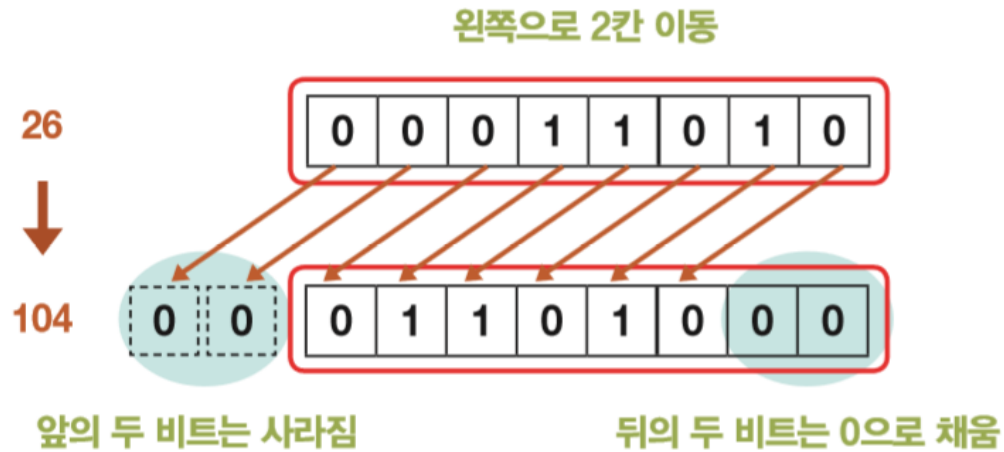 왼쪽으로 2칸 이동
26 0 0 0 1 1 0 1 0
104 0 0 0 1 1 0 1 0 0 0
앞의 두 비트는 사라짐 뒤의 두 비트는 0으로 채움